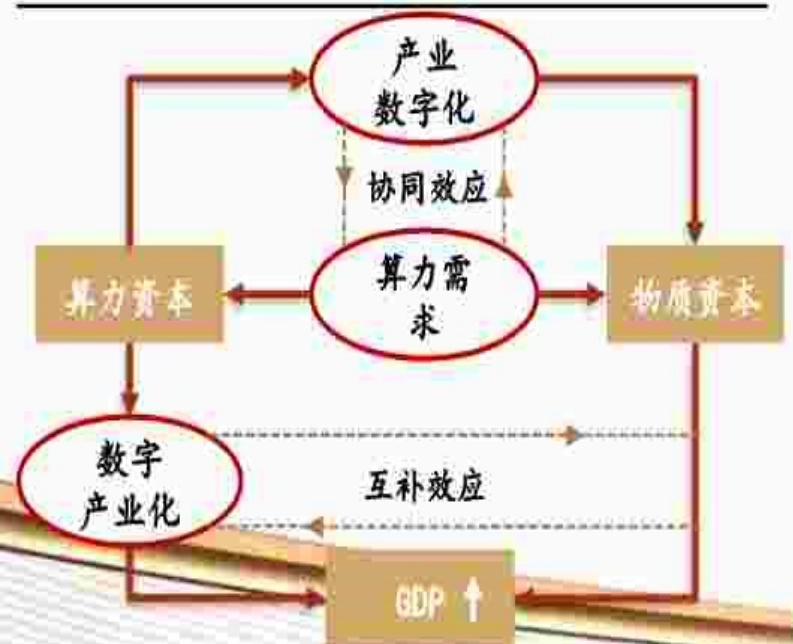 产业
数字化
协同效应
算力需
求
算力资本
物质资本
数字
产业化
互补效应
GDP ↑